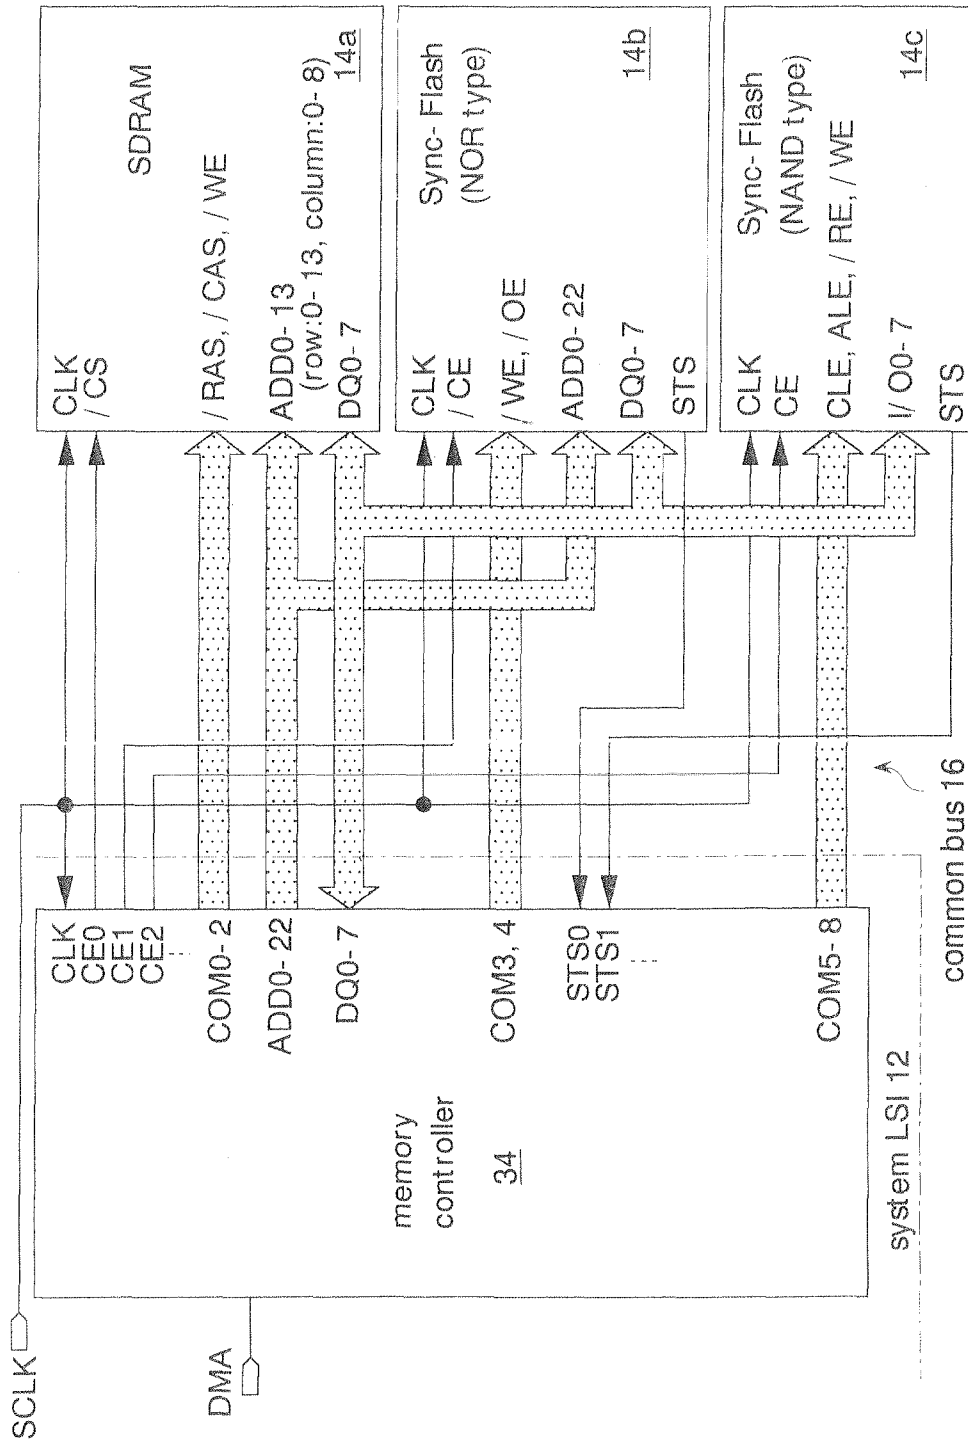 SCLK
DMA
memory
controller
34
CLK
CE0
CE1
CE2
COM0-2
ADD0-22
DQ0-7
COM3, 4
STS0
STS1
COM5-8
system LSI 12
common bus 16
CLK
/ CS
SDRAM
/ RAS, / CAS, / WE
ADD0-13
(row:0-13, column:0-8)
DQ0-7
14a
CLK
/ CE
Sync-Flash
(NOR type)
/ WE, / OE
ADD0-22
DQ0-7
14b
STS
CLK
CE
Sync-Flash
(NAND type)
CLE, ALE, / RE, / WE
I/ O0-7
14c
STS